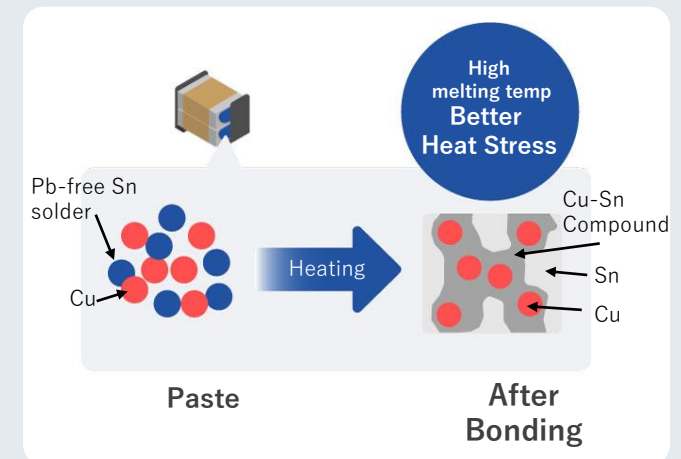 High
melting temp
Better
Heat Stress
Pb-free Sn
solder
Cu
Heating
Cu-Sn
Compound
Sn
Cu
Paste
After
Bonding